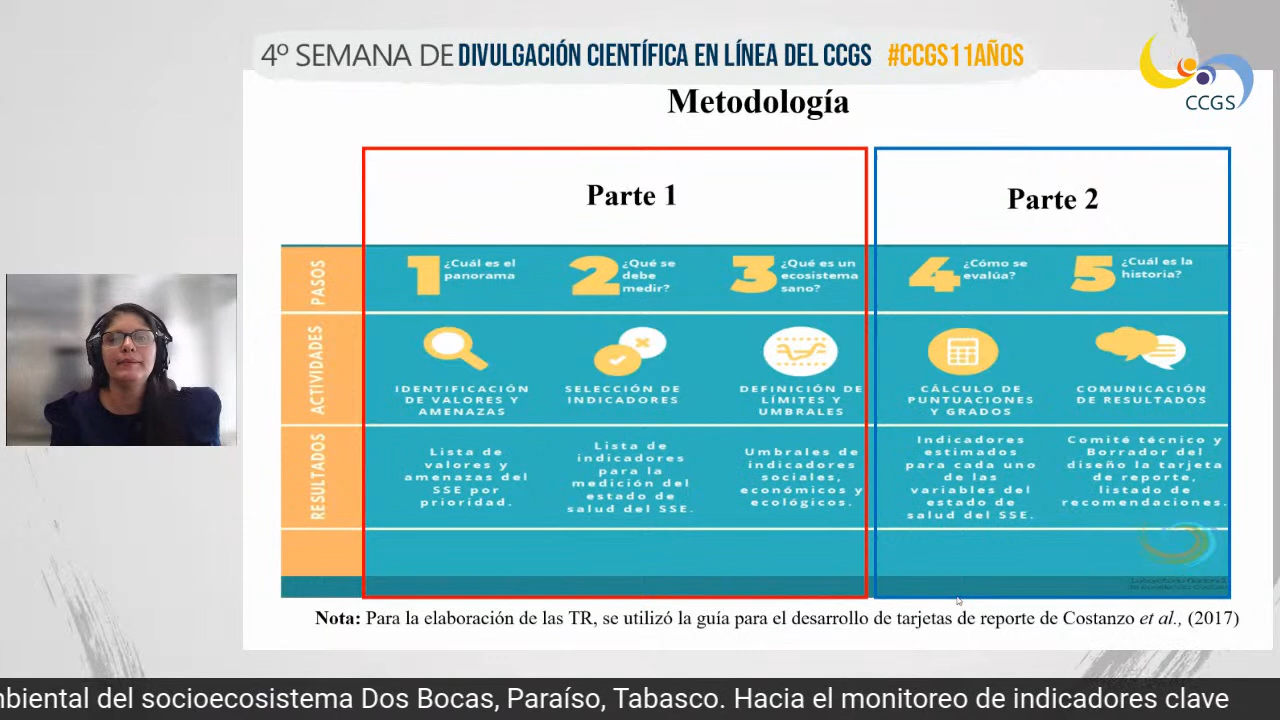 4º SEMANA DE DIVULGACIÓN CIENTÍFICA EN LÍNEA DEL CCGS #CCGS11AÑOS
CCGS
Metodología
Parte 1
Parte 2
PASOS
1 ¿Cuál es el
panorama
2 ¿Qué se
debe
medir?
3 ¿Qué es un
ecosistema
sano?
4 ¿Cómo se
evalúa?
5 ¿Cuál es la
historia?
ACTIVIDADES
IDENTIFICACIÓN
DE VALORES Y
AMENAZAS
SELECCIÓN DE
INDICADORES
DEFINICIÓN DE
LÍMITES Y
UMBRALES
CÁLCULO DE
PUNTUACIONES
Y GRADOS
COMUNICACIÓN
DE RESULTADOS
RESULTADOS
Lista de
valores y
amenazas del
SSE por
prioridad.
Lista de
indicadores
para la
medición del
estado de
salud del SSE.
Umbrales de
indicadores
sociales,
económicos y
ecológicos.
Indicadores
estimados
para cada uno
de las
variables del
estado de
salud del SSE.
Comité técnico y
Borrador del
diseño la tarjeta
de reporte,
listado de
recomendaciones.
Nota: Para la elaboración de las TR, se utilizó la guía para el desarrollo de tarjetas de reporte de Costanzo et al., (2017)
mbiental del socioecosistema Dos Bocas, Paraíso, Tabasco. Hacia el monitoreo de indicadores clave